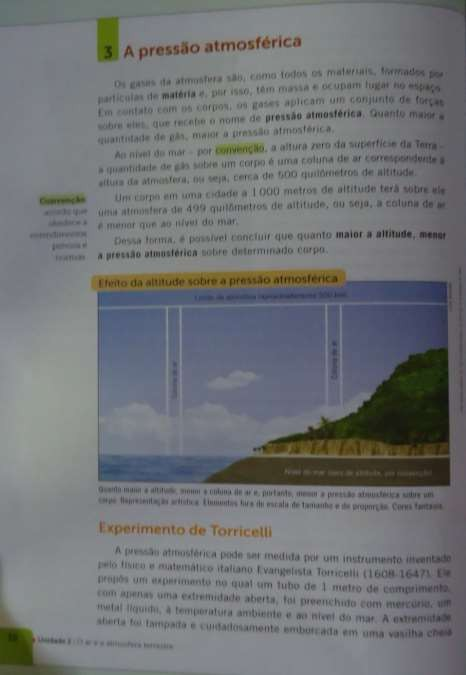 3 A pressão atmosférica
Os gases da atmosfera são, como todos os materiais, formados por
partículas de matéria e, por isso, têm massa e ocupam lugar no espaço.
Em contato com os corpos, os gases aplicam um conjunto de forças
sobre eles, que recebe o nome de pressão atmosférica. Quanto maior a
quantidade de gás, maior a pressão atmosférica.
Ao nível do mar - por convenção, a altura zero da superfície da Terra -
a quantidade de gás sobre um corpo é uma coluna de ar correspondente à
altura da atmosfera, ou seja, cerca de 500 quilômetros de altitude.
Um corpo em uma cidade a 1 000 metros de altitude terá sobre ele
uma atmosfera de 499 quilômetros de altitude, ou seja, a coluna de ar
é menor que ao nível do mar.
Dessa forma, é possível concluir que quanto maior a altitude, menor
a pressão atmosférica sobre determinado corpo.
Convenção
acordo que
obedece a
entendimentos
prévios e
normas
Efeito da altitude sobre a pressão atmosférica
Limite da atmosfera (aproximadamente 500 km)
Coluna de ar
Coluna de ar
Nível do mar (zero de altitude, por convenção)
Quanto maior a altitude, menor a coluna de ar e, portanto, menor a pressão atmosférica sobre um
corpo. Representação artística. Elementos fora de escala de tamanho e de proporção. Cores fantasia.
Experimento de Torricelli
A pressão atmosférica pode ser medida por um instrumento inventado
pelo físico e matemático italiano Evangelista Torricelli (1608-1647). Ele
propôs um experimento no qual um tubo de 1 metro de comprimento,
com apenas uma extremidade aberta, foi preenchido com mercúrio, um
metal líquido, à temperatura ambiente e ao nível do mar. A extremidade
aberta foi tampada e cuidadosamente emborcada em uma vasilha cheia
Unidade 2 | O ar e a atmosfera terrestre